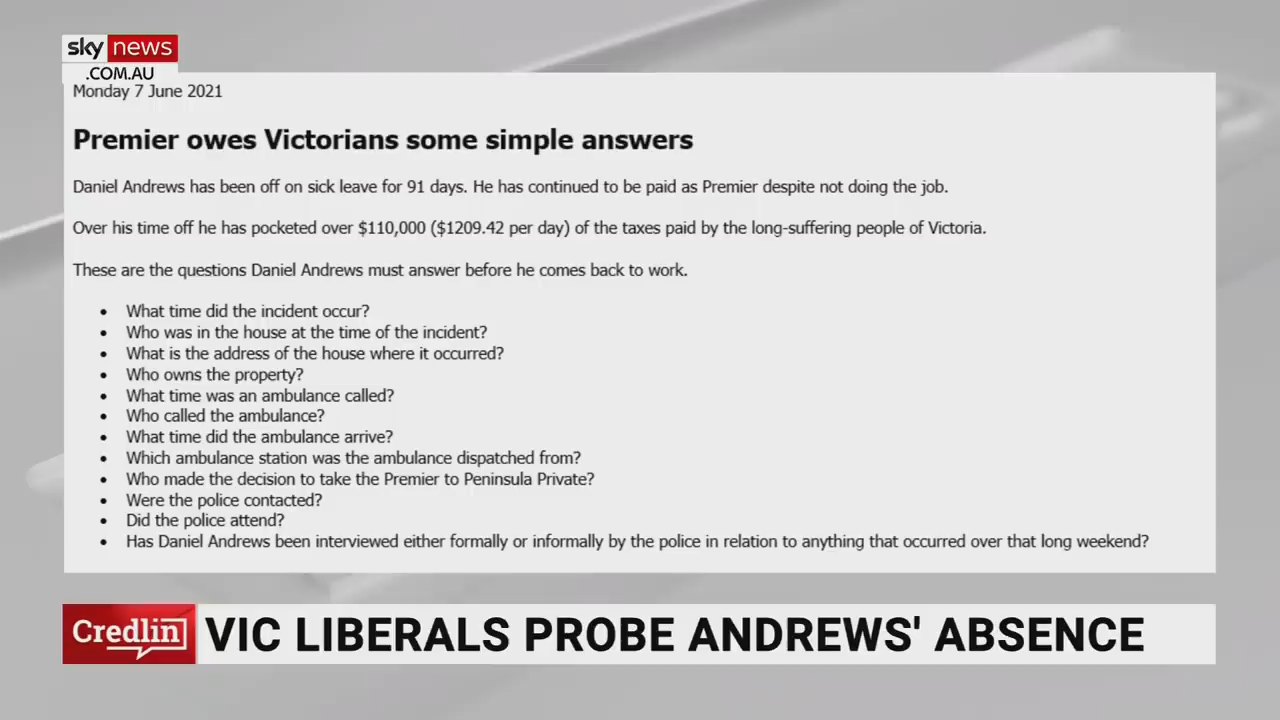 sky news
.COM.AU
Monday 7 June 2021
Premier owes Victorians some simple answers
Daniel Andrews has been off on sick leave for 91 days. He has continued to be paid as Premier despite not doing the job.
Over his time off he has pocketed over $110,000 ($1209.42 per day) of the taxes paid by the long-suffering people of Victoria.
These are the questions Daniel Andrews must answer before he comes back to work.
• What time did the incident occur?
• Who was in the house at the time of the incident?
• What is the address of the house where it occurred?
• Who owns the property?
• What time was an ambulance called?
• Who called the ambulance?
• What time did the ambulance arrive?
• Which ambulance station was the ambulance dispatched from?
• Who made the decision to take the Premier to Peninsula Private?
• Were the police contacted?
• Did the police attend?
• Has Daniel Andrews been interviewed either formally or informally by the police in relation to anything that occurred over that long weekend?
Credlin VIC LIBERALS PROBE ANDREWS' ABSENCE